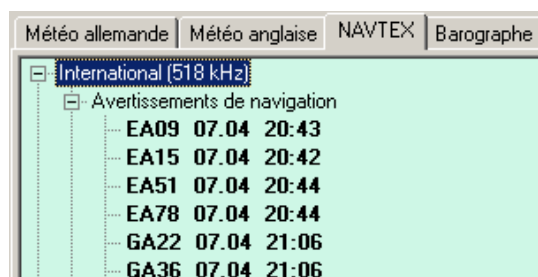 Météo allemande Météo anglaise NAVTEX Barographe
International (518 kHz)
Avertissements de navigation
EA09 07.04 20:43
EA15 07.04 20:42
EA51 07.04 20:44
EA78 07.04 20:44
GA22 07.04 21:06
GA36 07.04 21:06